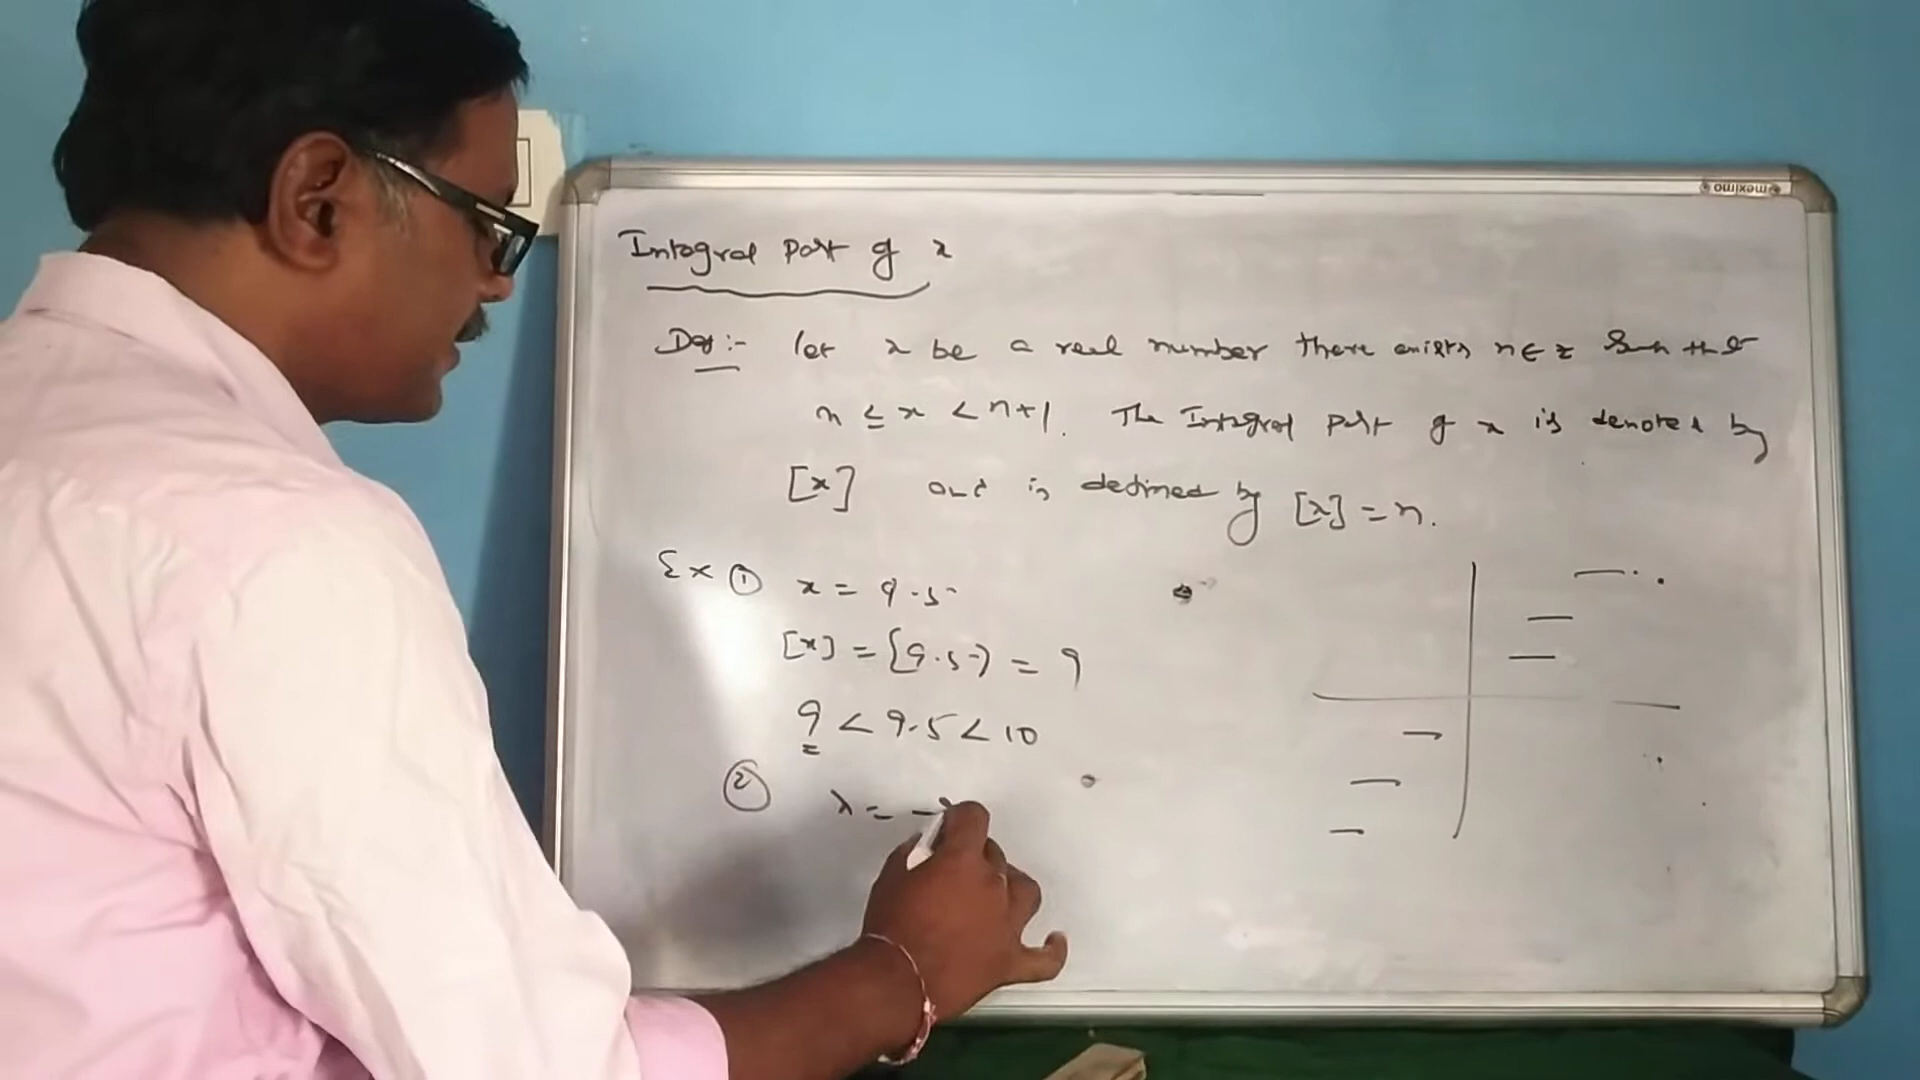 meximo
Integral part of x
Def:- let x be a real number there exists n∈z Such that
n ≤ x < n+1. The Integral part of x is denoted by
[x] and is defined by [x] = n.
Ex ① x = 9.5
[x] = [9.5] = 9
9 < 9.5 < 10
② x = -